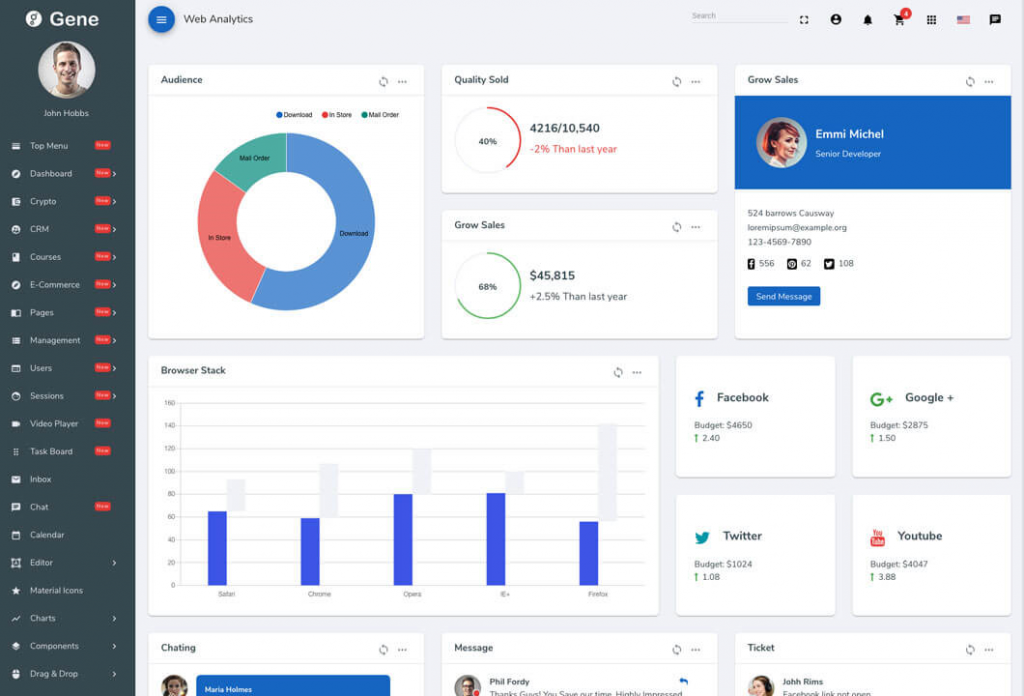 Gene
John Hobbs
Top Menu New
Dashboard New
Crypto New
CRM New
Courses New
E-Commerce New
Pages New
Management New
Users New
Sessions New
Video Player New
Task Board New
Inbox
Chat New
Calendar
Editor
Material Icons
Charts
Components
Drag & Drop
Web Analytics
Search
4
Audience
Download In Store Mail Order
Mail Order
In Store
Download
Quality Sold
40%
4216/10,540
-2% Than last year
Grow Sales
68%
$45,815
+2.5% Than last year
Grow Sales
Emmi Michel
Senior Developer
524 barrows Causway
loremipsum@example.org
123-4569-7890
556 62 108
Send Message
Browser Stack
160
140
120
100
80
60
40
20
0
Safari Chrome Opera IE+ Firefox
Facebook
Budget: $4650
2.40
Google +
Budget: $2875
1.50
Twitter
Budget: $1024
1.08
Youtube
Budget: $4047
3.88
Chating
Maria Holmes
Message
Phil Fordy
Thanks Guys! You Save our time. Highly Impressed
Ticket
Johh Rims
Facebook link not open